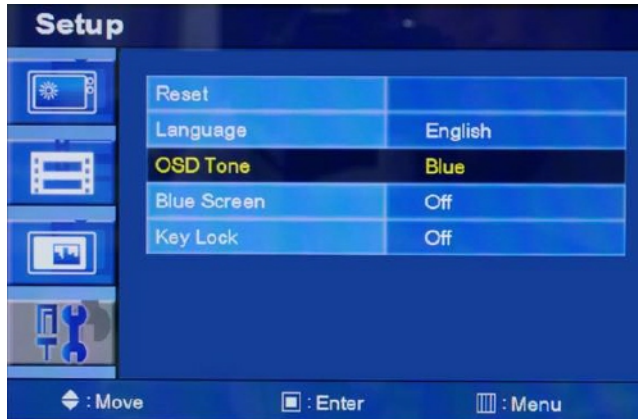 Setup
Reset
Language English
OSD Tone Blue
Blue Screen Off
Key Lock Off
: Move : Enter : Menu